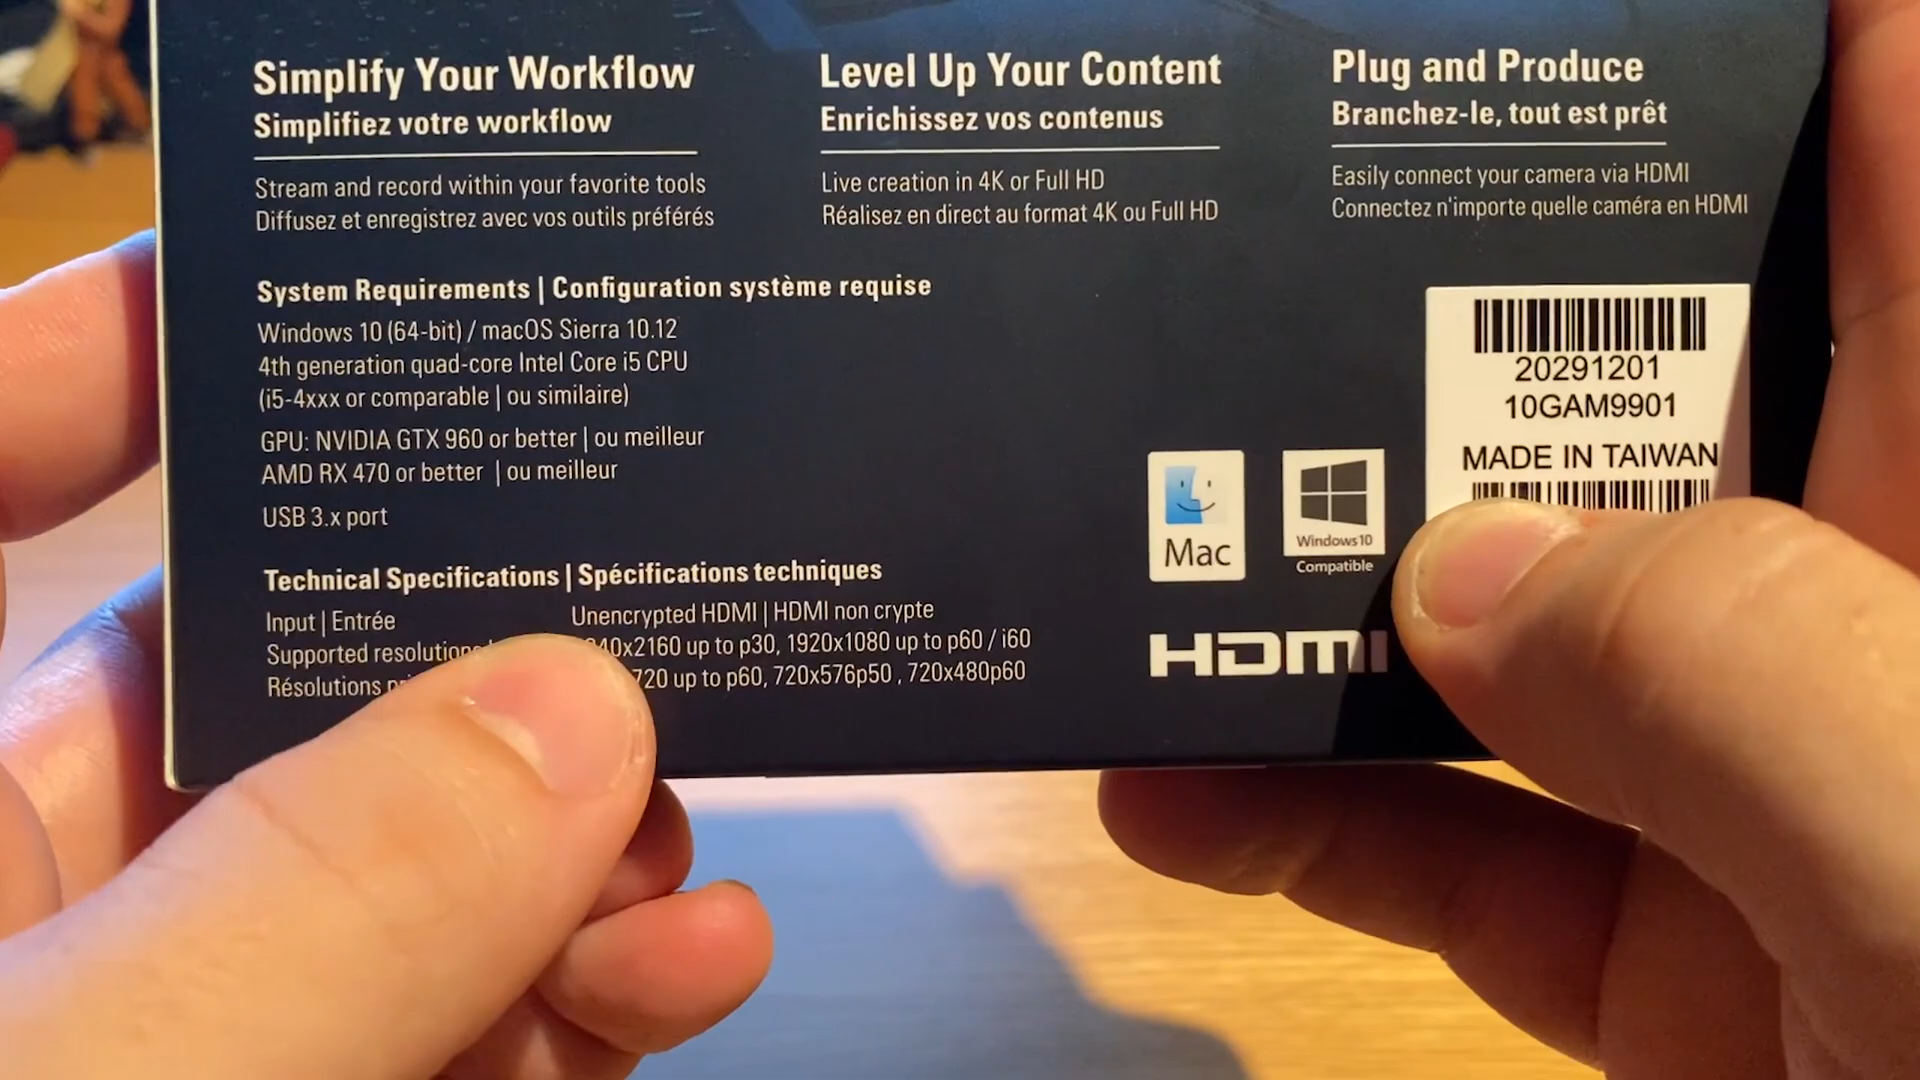 Simplify Your Workflow
Simplifiez votre workflow
Stream and record within your favorite tools
Diffusez et enregistrez avec vos outils préférés
Level Up Your Content
Enrichissez vos contenus
Live creation in 4K or Full HD
Réalisez en direct au format 4K ou Full HD
Plug and Produce
Branchez-le, tout est prêt
Easily connect your camera via HDMI
Connectez n'importe quelle caméra en HDMI
System Requirements | Configuration système requise
Windows 10 (64-bit) / macOS Sierra 10.12
4th generation quad-core Intel Core i5 CPU
(i5-4xxx or comparable | ou similaire)
GPU: NVIDIA GTX 960 or better | ou meilleur
AMD RX 470 or better | ou meilleur
USB 3.x port
Technical Specifications | Spécifications techniques
Input | Entrée Unencrypted HDMI | HDMI non crypte
Supported up to p30, 1920x1080 up to p60 / i60
Résolutions up to p60, 720x576p50 , 720x480p60
Mac
Windows10
Compatible
HDMI
20291201
10GAM9901
MADE IN TAIWAN